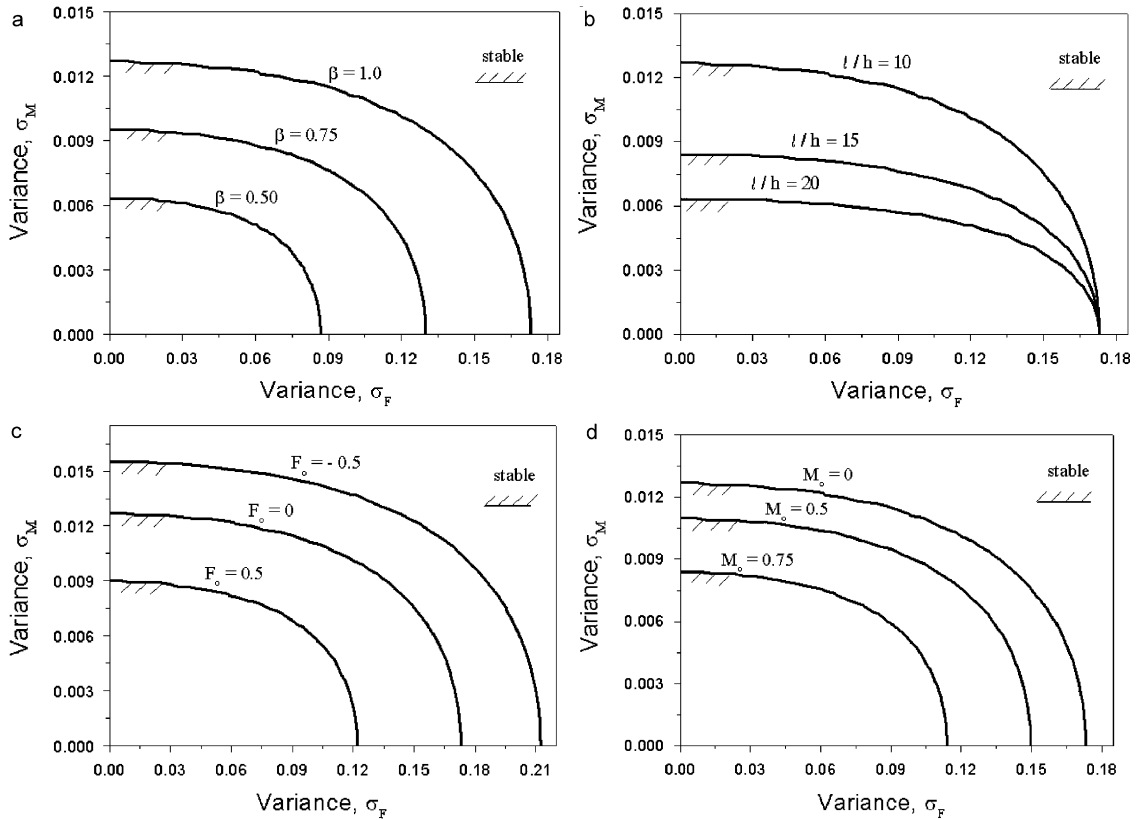 a
0.015
0.012
0.009
0.006
0.003
0.000
Variance, σM
β = 1.0
β = 0.75
β = 0.50
stable
0.00 0.03 0.06 0.09 0.12 0.15 0.18
Variance, σF
b
0.015
0.012
0.009
0.006
0.003
0.000
Variance, σM
l / h = 10
l / h = 15
l / h = 20
stable
0.00 0.03 0.06 0.09 0.12 0.15 0.18
Variance, σF
c
0.015
0.012
0.009
0.006
0.003
0.000
Variance, σM
Fo = - 0.5
Fo = 0
Fo = 0.5
stable
0.00 0.03 0.06 0.09 0.12 0.15 0.18 0.21
Variance, σF
d
0.015
0.012
0.009
0.006
0.003
0.000
Variance, σM
Mo = 0
Mo = 0.5
Mo = 0.75
stable
0.00 0.03 0.06 0.09 0.12 0.15 0.18
Variance, σF